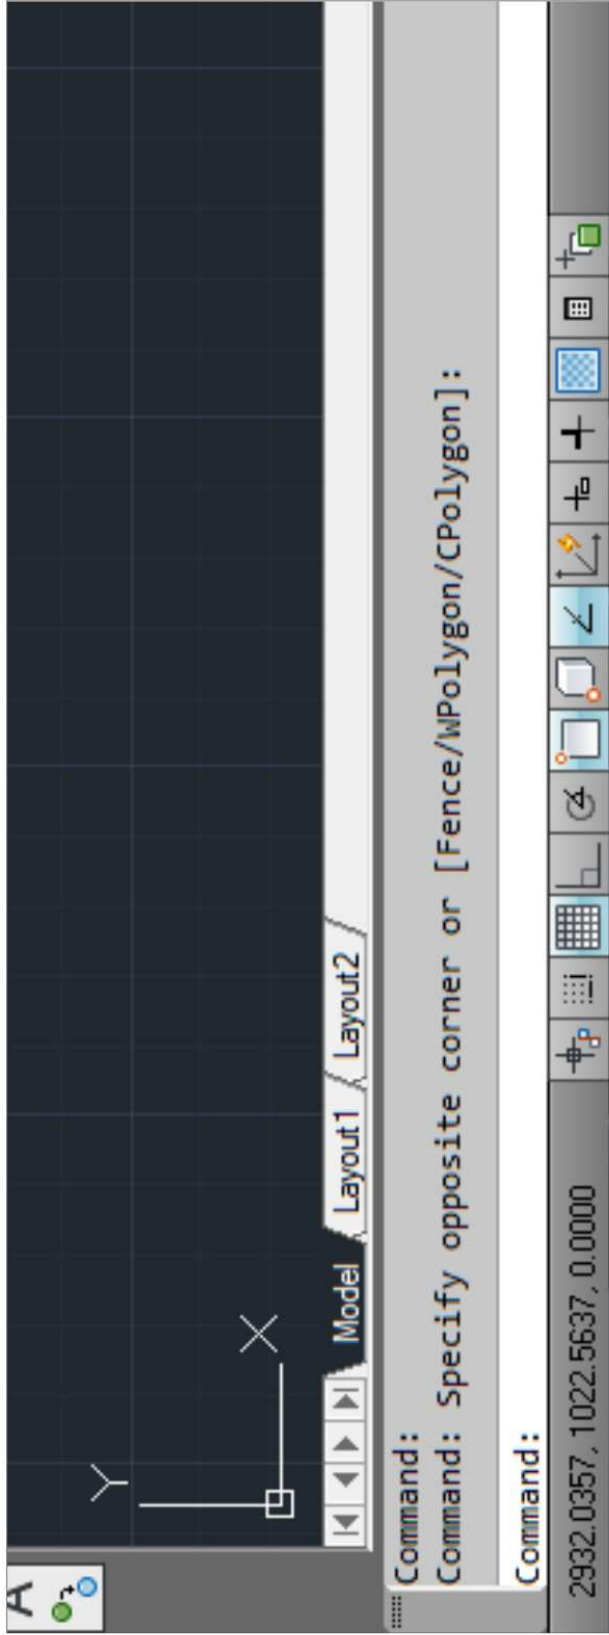 A
Y
X
Model Layout1 Layout2
Command:
Command: Specify opposite corner or [Fence/WPolygon/CPolygon]:
Command:
2932.0357, 1022.5637, 0.0000